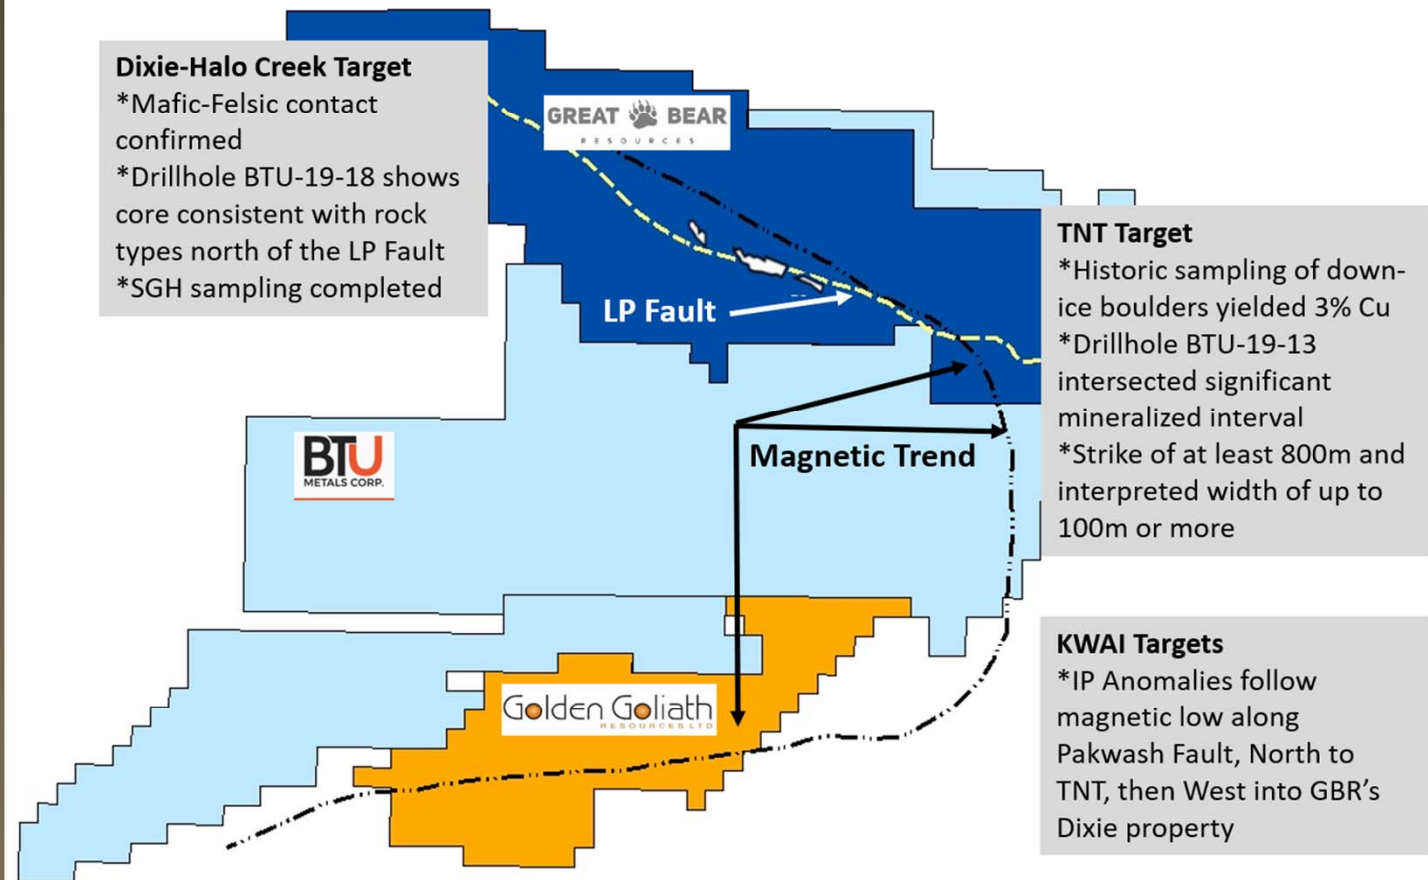 Dixie-Halo Creek Target
*Mafic-Felsic contact
confirmed
*Drillhole BTU-19-18 shows
core consistent with rock
types north of the LP Fault
*SGH sampling completed
GREAT BEAR
RESOURCES
LP Fault
TNT Target
*Historic sampling of down-
ice boulders yielded 3% Cu
*Drillhole BTU-19-13
intersected significant
mineralized interval
*Strike of at least 800m and
interpreted width of up to
100m or more
BTU
METALS CORP.
Magnetic Trend
Golden Goliath
RESOURCES LTD
KWAI Targets
*IP Anomalies follow
magnetic low along
Pakwash Fault, North to
TNT, then West into GBR’s
Dixie property